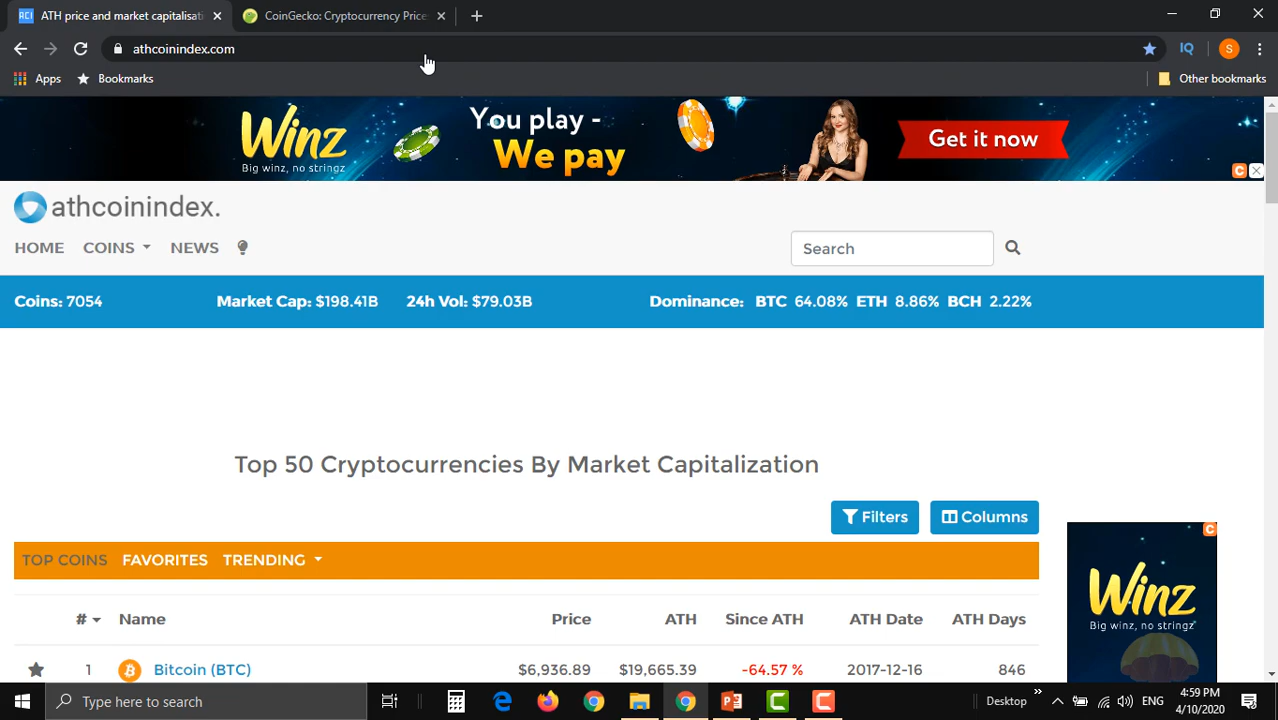 ATH price and market capitalisati
CoinGecko: Cryptocurrency Price
athcoinindex.com
IQ
S
Apps
Bookmarks
Other bookmarks
Winz
Big winz, no stringz
You play -
We pay
Get it now
athcoinindex.
HOME COINS NEWS
Search
Coins: 7054 Market Cap: $198.41B 24h Vol: $79.03B Dominance: BTC 64.08% ETH 8.86% BCH 2.22%
Top 50 Cryptocurrencies By Market Capitalization
Filters Columns
TOP COINS FAVORITES TRENDING
# Name Price ATH Since ATH ATH Date ATH Days
1 Bitcoin (BTC) $6,936.89 $19,665.39 -64.57 % 2017-12-16 846
Winz
Big winz, no stringz
Type here to search
Desktop
ENG
4:59 PM
4/10/2020